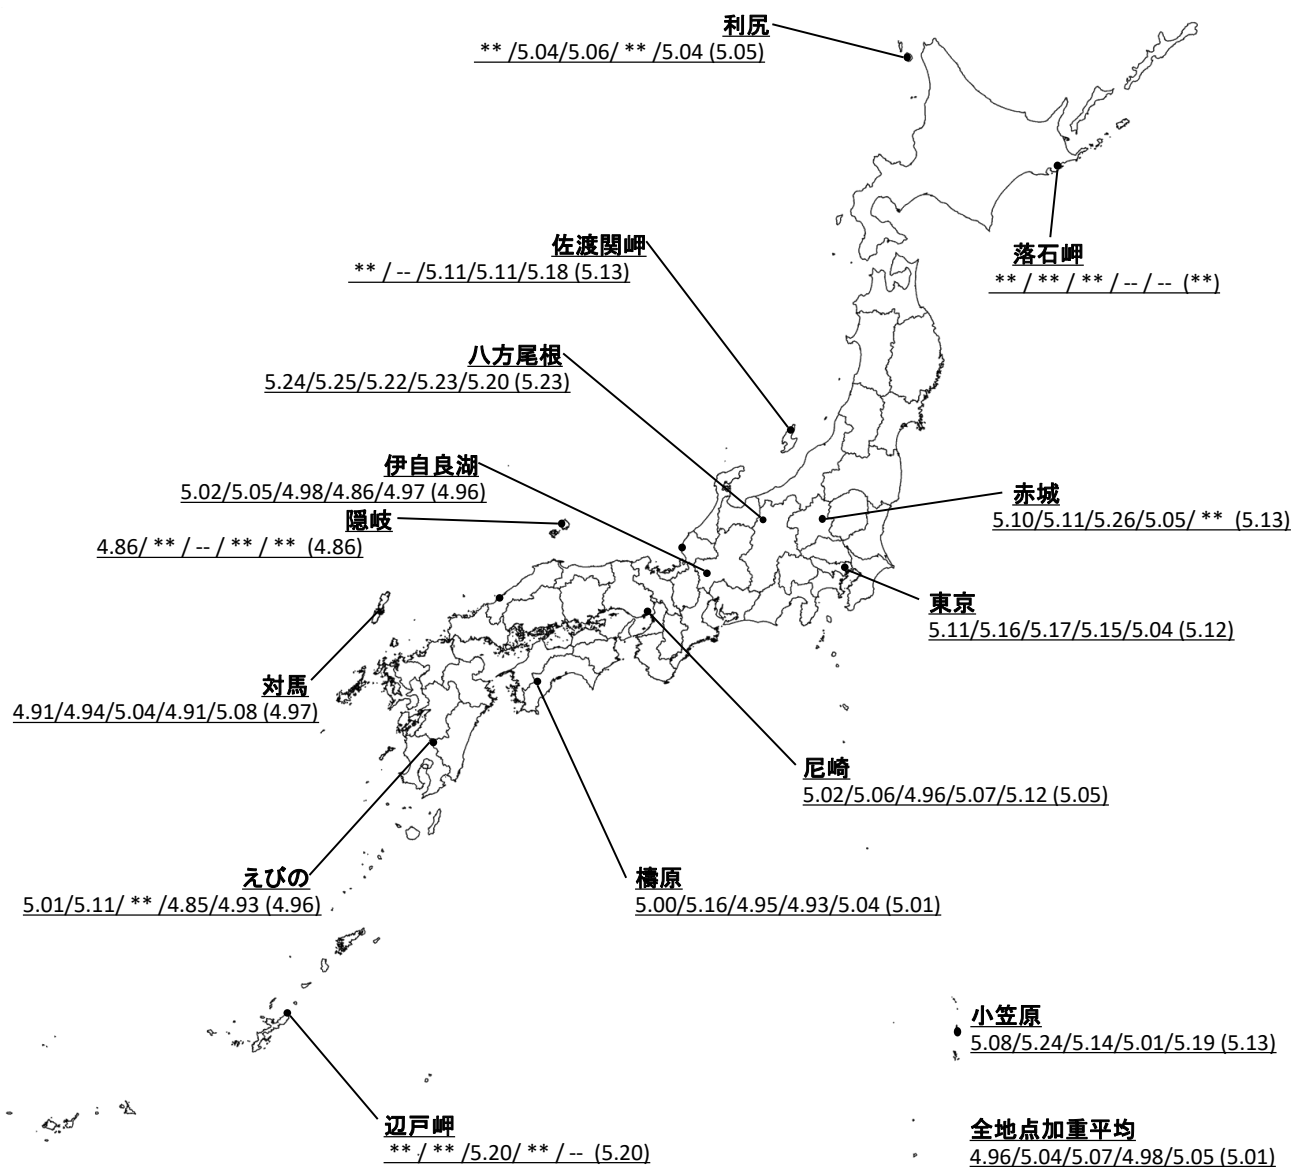 利尻
** /5.04/5.06/ ** /5.04 (5.05)
落石岬
** / ** / ** / -- / -- (**)
佐渡関岬
** / -- /5.11/5.11/5.18 (5.13)
八方尾根
5.24/5.25/5.22/5.23/5.20 (5.23)
伊自良湖
5.02/5.05/4.98/4.86/4.97 (4.96)
赤城
5.10/5.11/5.26/5.05/ ** (5.13)
隠岐
4.86/ ** / -- / ** / ** (4.86)
東京
5.11/5.16/5.17/5.15/5.04 (5.12)
対馬
4.91/4.94/5.04/4.91/5.08 (4.97)
尼崎
5.02/5.06/4.96/5.07/5.12 (5.05)
えびの
5.01/5.11/ ** /4.85/4.93 (4.96)
檮原
5.00/5.16/4.95/4.93/5.04 (5.01)
小笠原
5.08/5.24/5.14/5.01/5.19 (5.13)
辺戸岬
** / ** /5.20/ ** / -- (5.20)
全地点加重平均
4.96/5.04/5.07/4.98/5.05 (5.01)